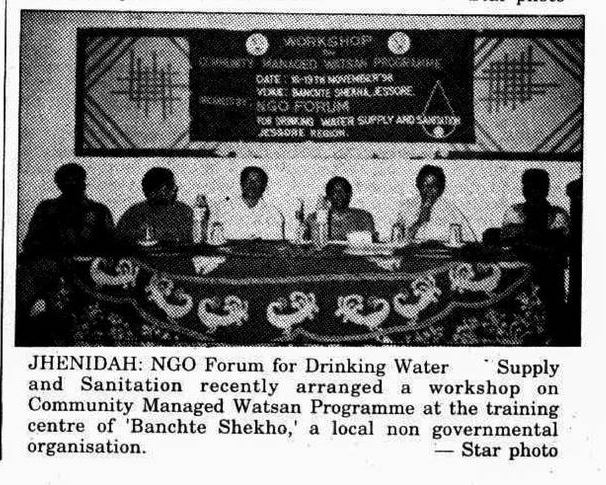 Star photo
WORKSHOP
ON
COMMUNITY MANAGED WATSAN PROGRAMME
DATE : 16-19TH NOVEMBER'98
VENUE: BANCHTE SHEKHA, JESSORE
ORGANISED BY: NGO FORUM
FOR DRINKING WATER SUPPLY AND SANITATION
JESSORE REGION.
JHENIDAH: NGO Forum for Drinking Water Supply
and Sanitation recently arranged a workshop on
Community Managed Watsan Programme at the training
centre of 'Banchte Shekho,' a local non governmental
organisation. — Star photo